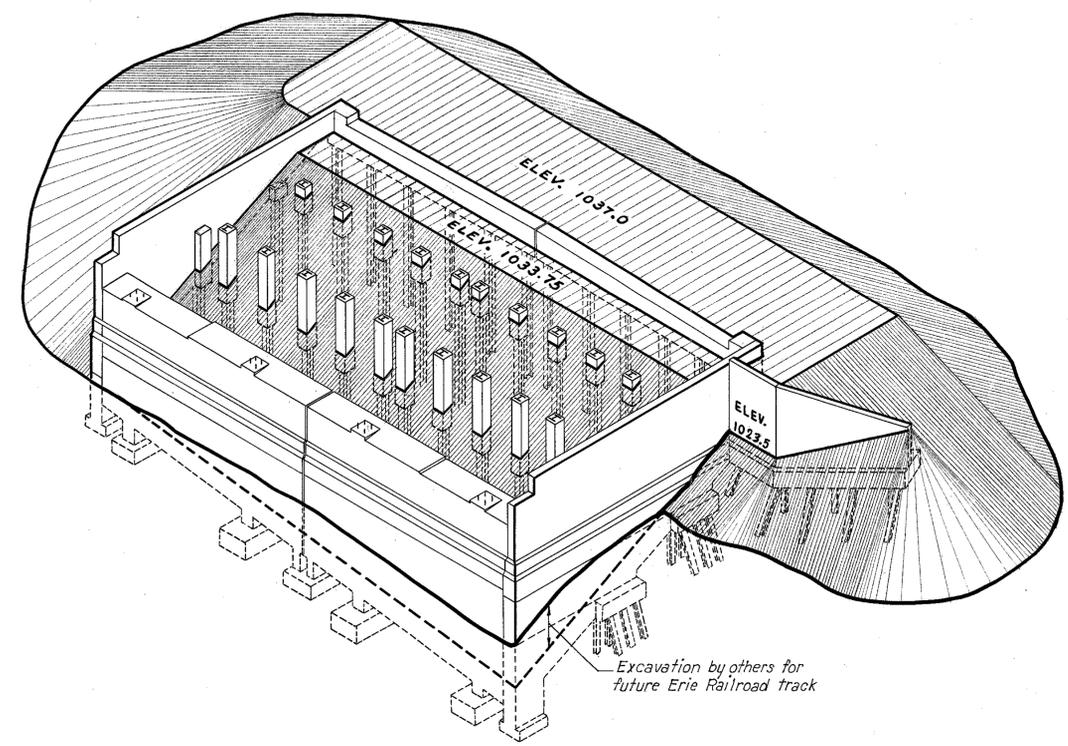 ELEV. 1037.0
ELEV. 1033.75
ELEV.
1023.5
Excavation by others for
future Erie Railroad track